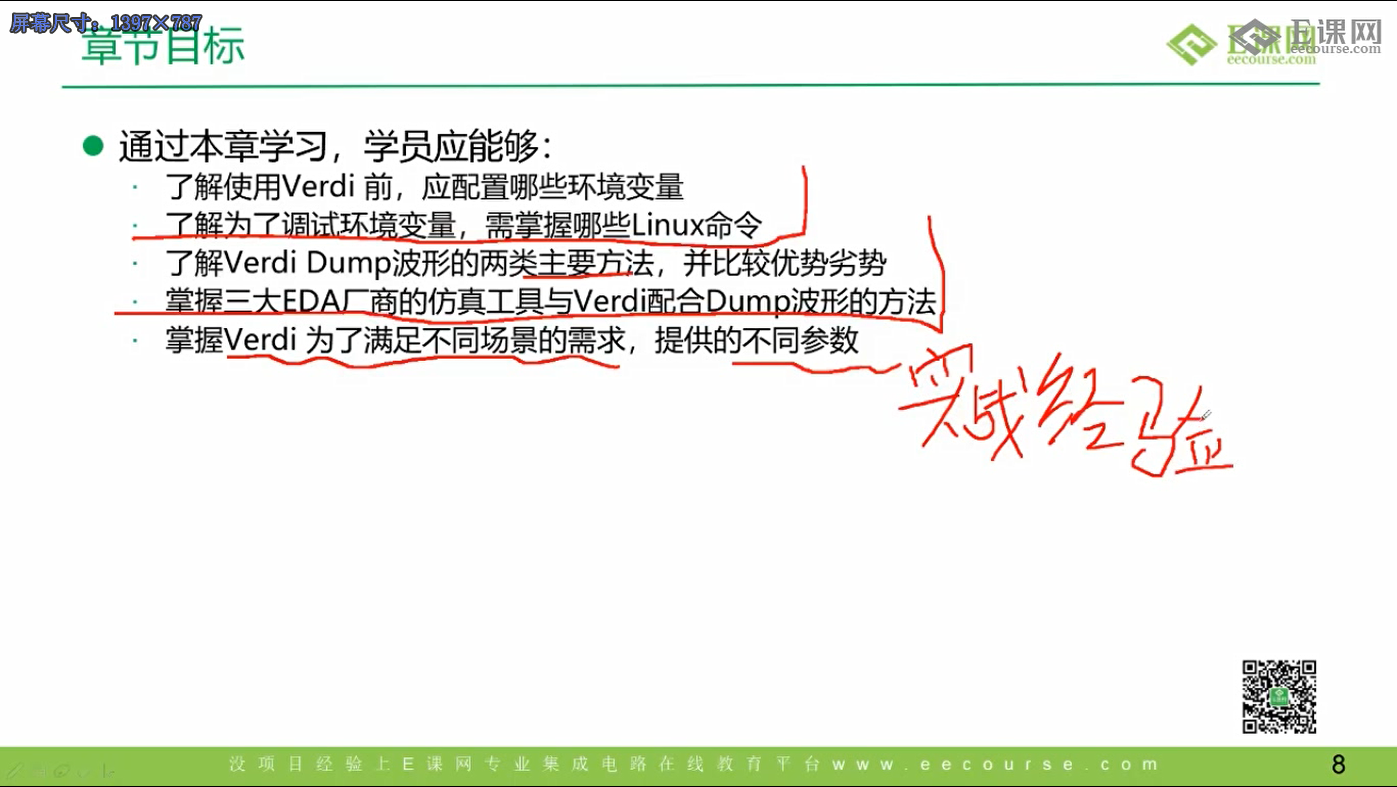 屏幕尺寸：1397×787
章节目标
E课网
eecourse.com
E课网
eecourse.com
● 通过本章学习，学员应能够：
· 了解使用Verdi 前，应配置哪些环境变量
· 了解为了调试环境变量，需掌握哪些Linux命令
· 了解Verdi Dump波形的两类主要方法，并比较优势劣势
· 掌握三大EDA厂商的仿真工具与Verdi配合Dump波形的方法
· 掌握Verdi 为了满足不同场景的需求，提供的不同参数
实战经验
没项目经验上E课网专业集成电路在线教育平台www.eecourse.com
8